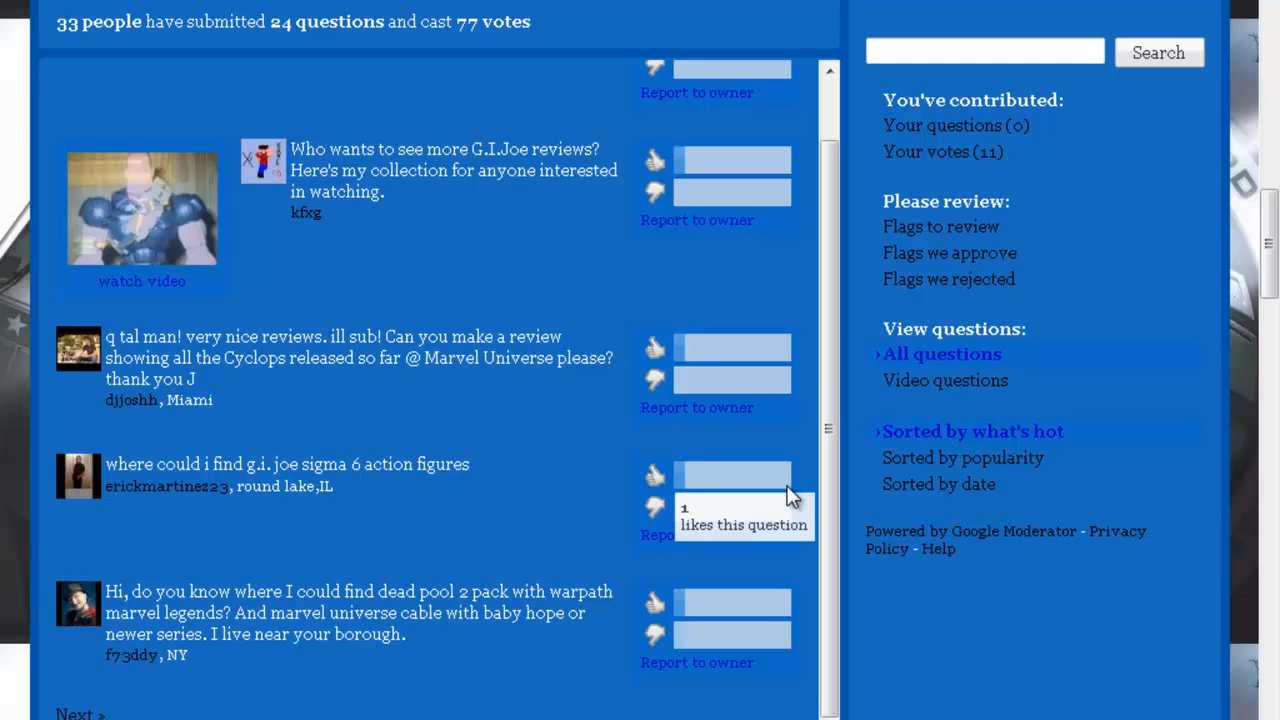 33 people have submitted 24 questions and cast 77 votes
Report to owner
Who wants to see more G.I.Joe reviews?
Here's my collection for anyone interested
in watching.
kfxg
Report to owner
watch video
q tal man! very nice reviews. ill sub! Can you make a review
showing all the Cyclops released so far @ Marvel Universe please?
thank you J
djjoshh, Miami
Report to owner
where could i find g.i. joe sigma 6 action figures
erickmartinez23, round lake,IL
1
likes this question
Repo
Hi, do you know where I could find dead pool 2 pack with warpath
marvel legends? And marvel universe cable with baby hope or
newer series. I live near your borough.
f73ddy, NY
Report to owner
Next »
Search
You've contributed:
Your questions (0)
Your votes (11)
Please review:
Flags to review
Flags we approve
Flags we rejected
View questions:
›All questions
Video questions
›Sorted by what's hot
Sorted by popularity
Sorted by date
Powered by Google Moderator - Privacy
Policy - Help